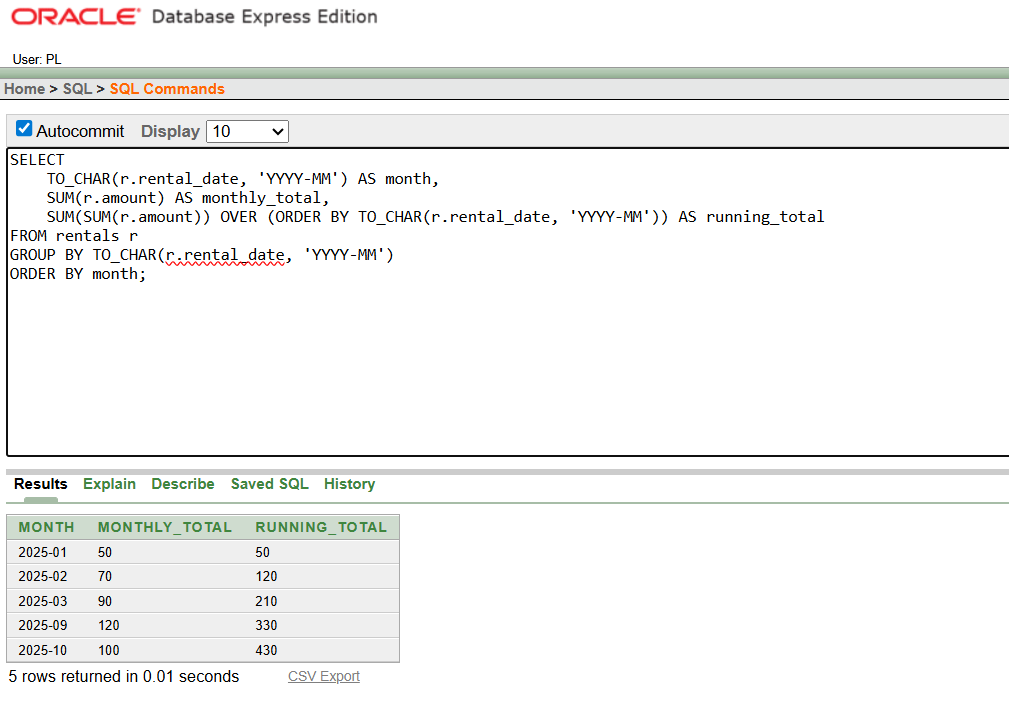 ORACLE® Database Express Edition
User: PL
Home > SQL > SQL Commands
Autocommit Display 10
SELECT
    TO_CHAR(r.rental_date, 'YYYY-MM') AS month,
    SUM(r.amount) AS monthly_total,
    SUM(SUM(r.amount)) OVER (ORDER BY TO_CHAR(r.rental_date, 'YYYY-MM')) AS running_total
FROM rentals r
GROUP BY TO_CHAR(r.rental_date, 'YYYY-MM')
ORDER BY month;
Results Explain Describe Saved SQL History
MONTH MONTHLY_TOTAL RUNNING_TOTAL
2025-01 50 50
2025-02 70 120
2025-03 90 210
2025-09 120 330
2025-10 100 430
5 rows returned in 0.01 seconds CSV Export